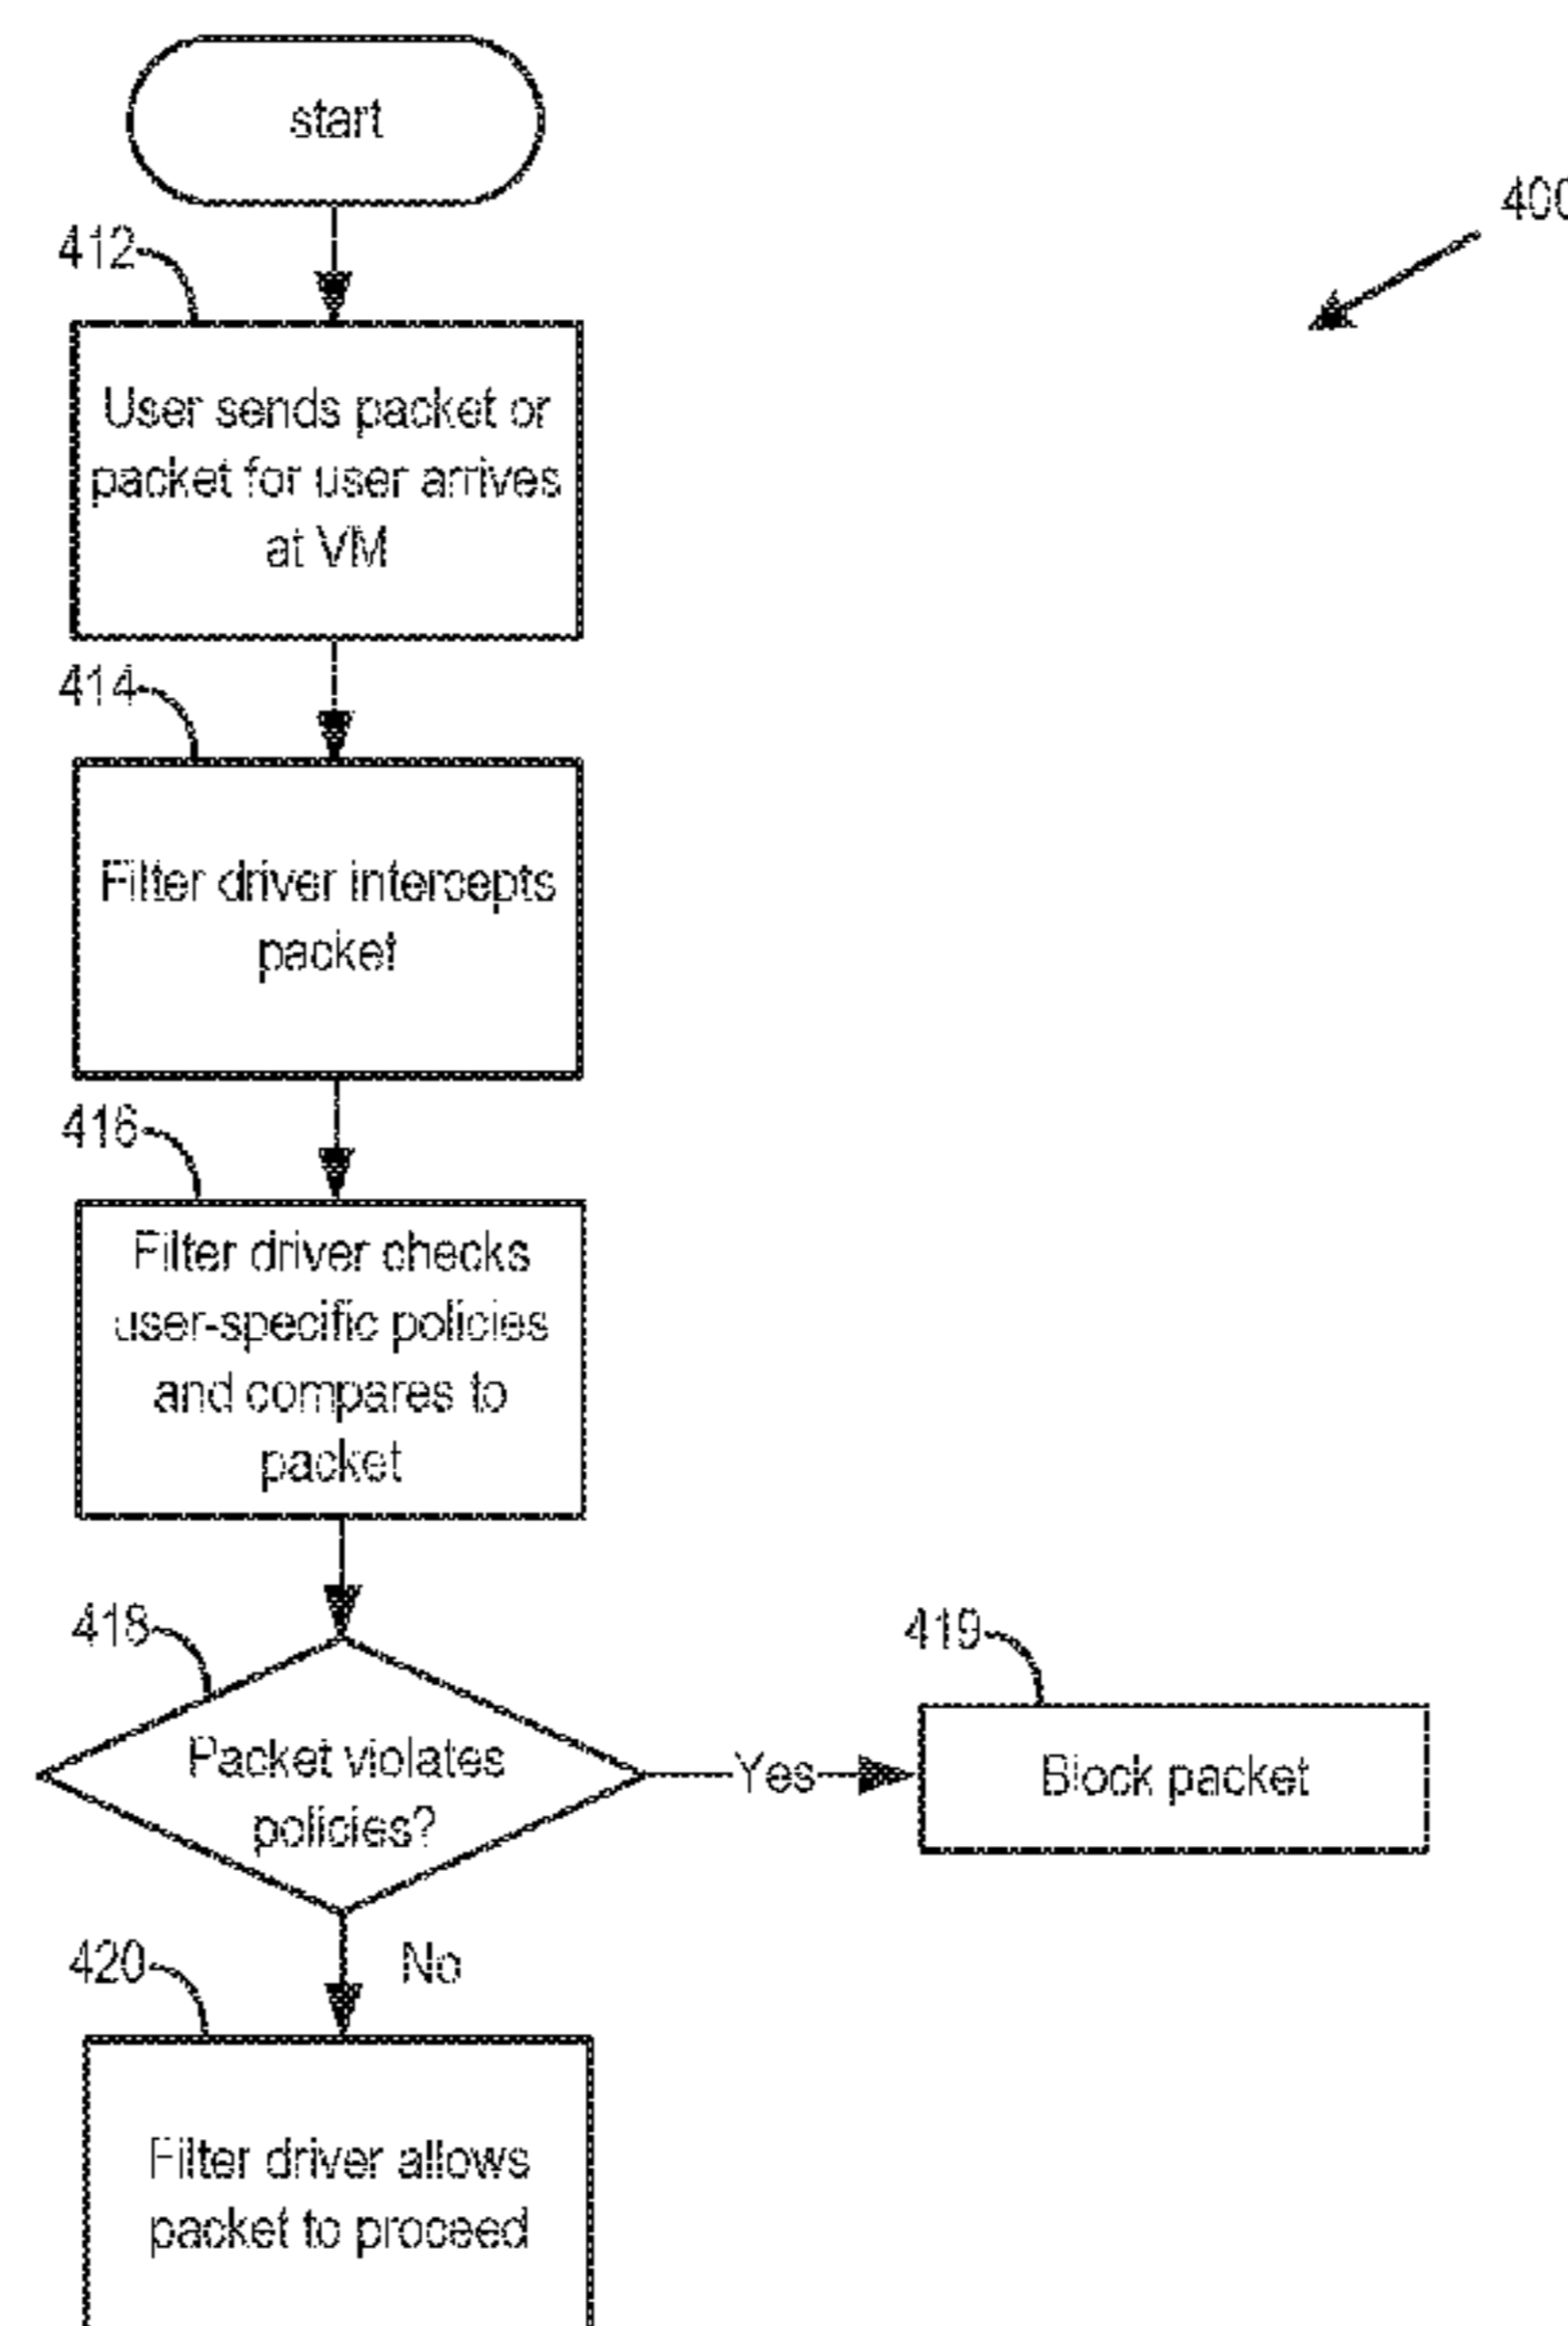 start
400
412
User sends packet or
packet for user arrives
at VM
414
Filter driver intercepts
packet
416
Filter driver checks
user-specific policies
and compares to
packet
418
Packet violates
policies?
Yes
419
Block packet
No
420
Filter driver allows
packet to proceed